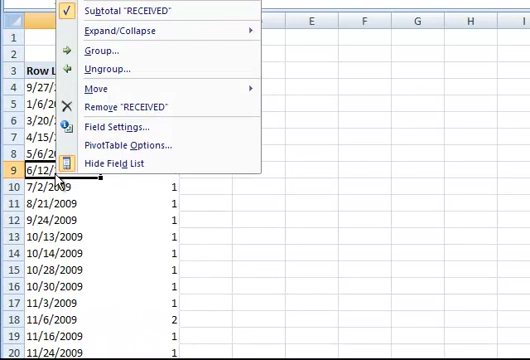 Subtotal "RECEIVED"
E F G H I
1 Expand/Collapse
2 Group...
3 Row L Ungroup...
4 9/27/ Move
5 1/6/ Remove "RECEIVED"
6 3/20/
7 4/15/ Field Settings...
8 5/6/ PivotTable Options...
9 6/12/ Hide Field List
10 7/2/2009 1
11 8/21/2009 1
12 9/24/2009 1
13 10/13/2009 1
14 10/14/2009 1
15 10/28/2009 1
16 10/30/2009 1
17 11/3/2009 1
18 11/6/2009 2
19 11/16/2009 1
20 11/24/2009 1